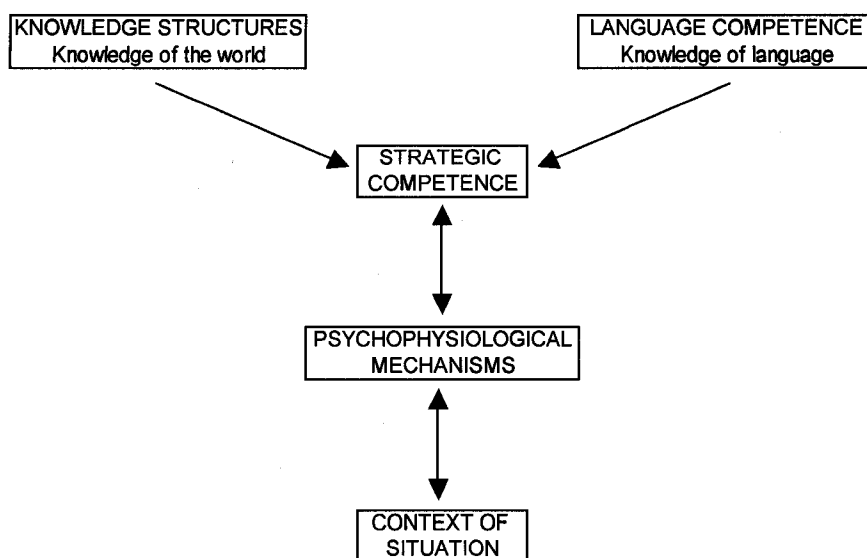 KNOWLEDGE STRUCTURES
Knowledge of the world
LANGUAGE COMPETENCE
Knowledge of language
STRATEGIC
COMPETENCE
PSYCHOPHYSIOLOGICAL
MECHANISMS
CONTEXT OF
SITUATION